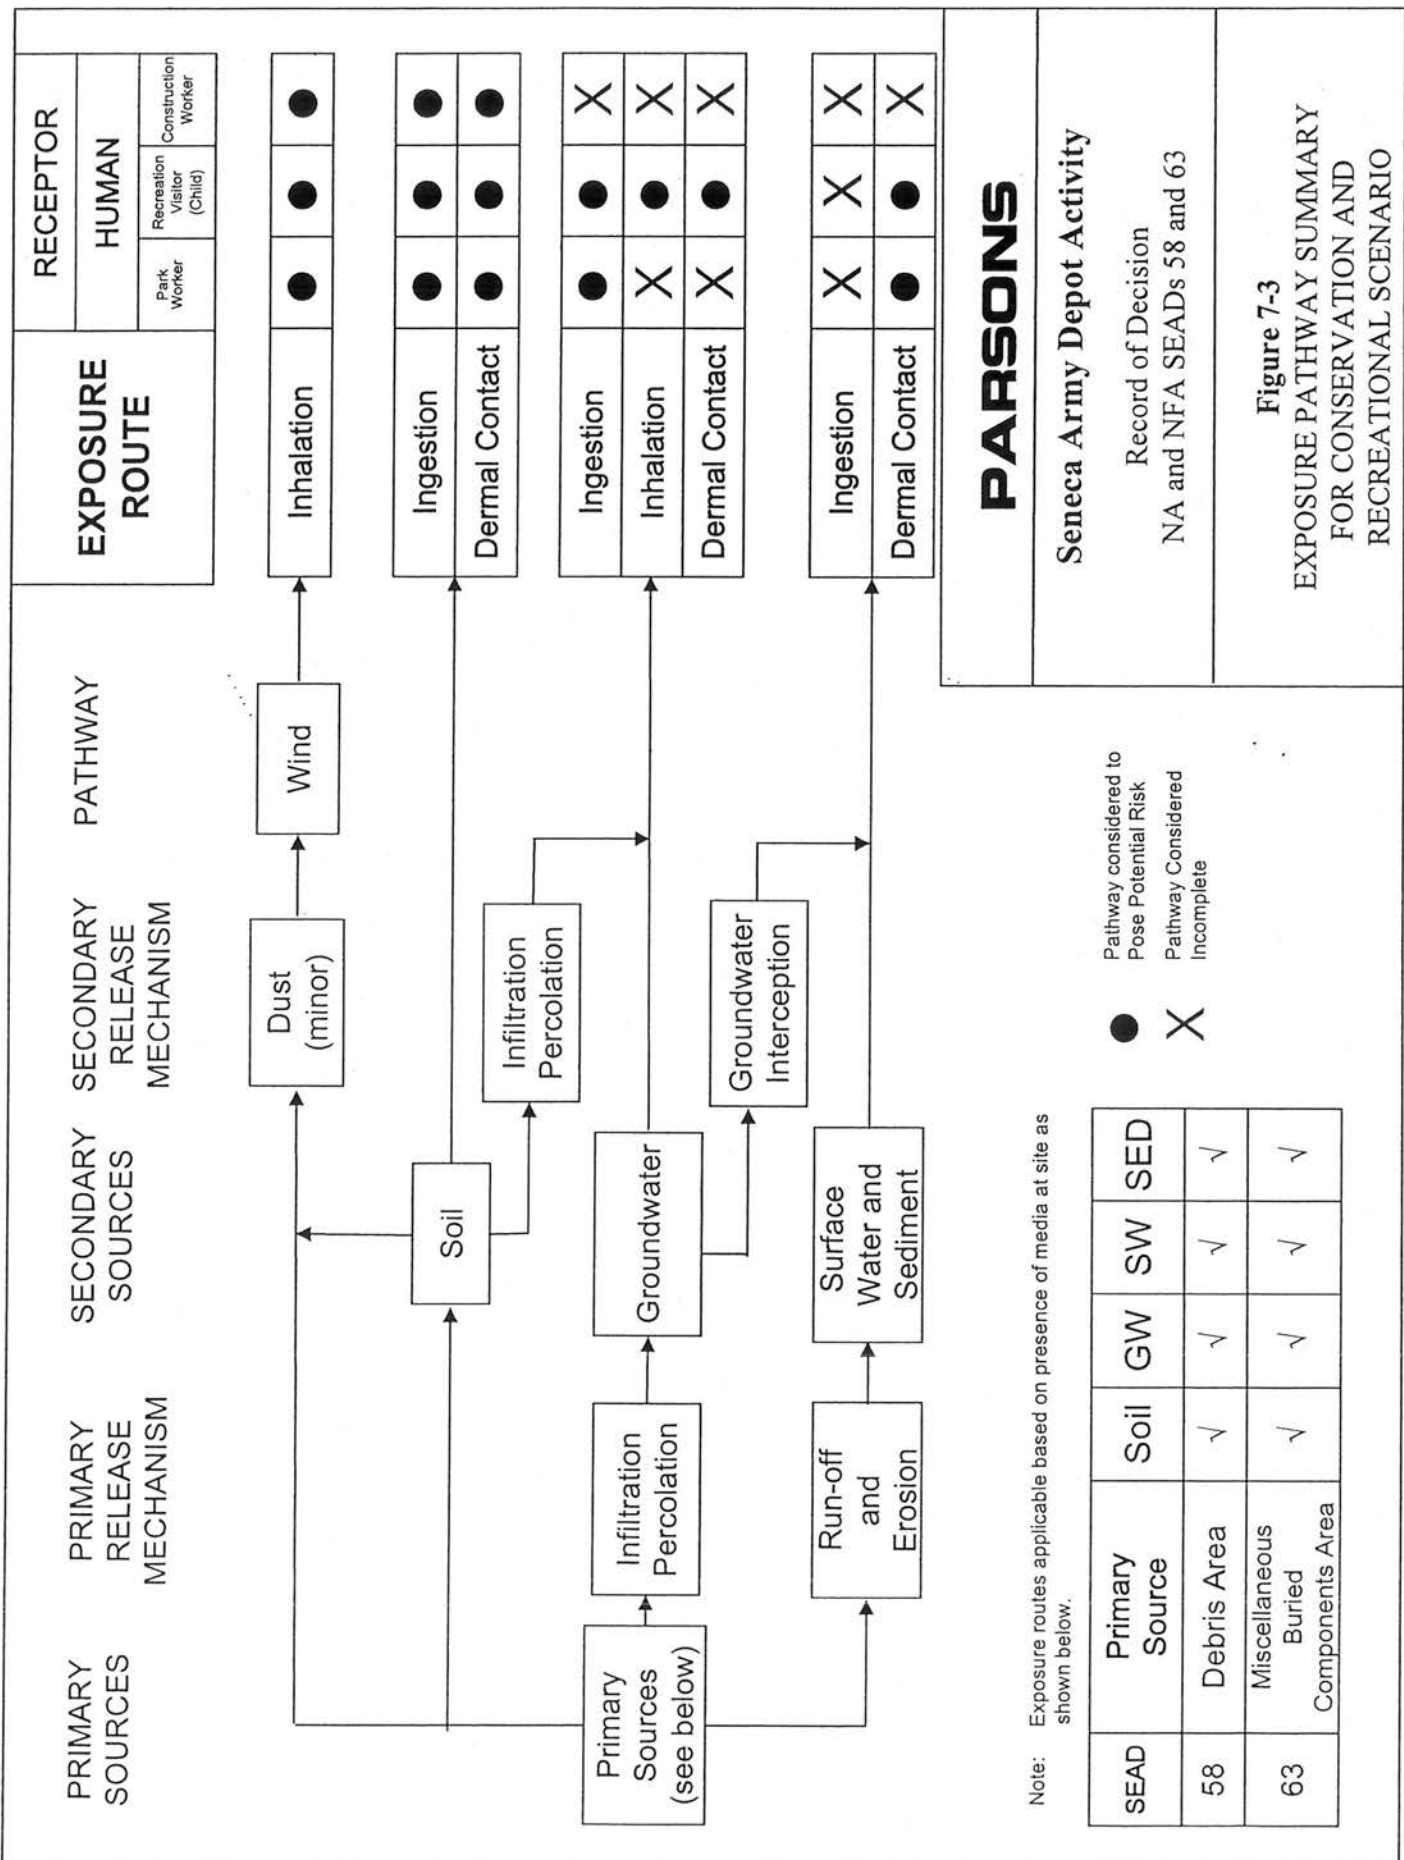 PRIMARY
SOURCES
PRIMARY
RELEASE
MECHANISM
SECONDARY
SOURCES
SECONDARY
RELEASE
MECHANISM
PATHWAY
EXPOSURE
ROUTE
RECEPTOR
HUMAN
Park
Worker
Recreation
Visitor
(Child)
Construction
Worker
Dust
(minor)
Wind
Inhalation
● ● ●
Soil
Ingestion
● ● ●
Dermal Contact
● ● ●
Infiltration
Percolation
Primary
Sources
(see below)
Infiltration
Percolation
Groundwater
Ingestion
● ● X
Inhalation
X ● X
Dermal Contact
X ● X
Groundwater
Interception
Run-off
and
Erosion
Surface
Water and
Sediment
Ingestion
X X X
Dermal Contact
● ● X
Note: Exposure routes applicable based on presence of media at site as
shown below.
SEAD Primary Source Soil GW SW SED
58 Debris Area √ √ √ √
63 Miscellaneous Buried Components Area √ √ √ √
● Pathway considered to
Pose Potential Risk
X Pathway Considered
Incomplete
PARSONS
Seneca Army Depot Activity
Record of Decision
NA and NFA SEADs 58 and 63
Figure 7-3
EXPOSURE PATHWAY SUMMARY
FOR CONSERVATION AND
RECREATIONAL SCENARIO